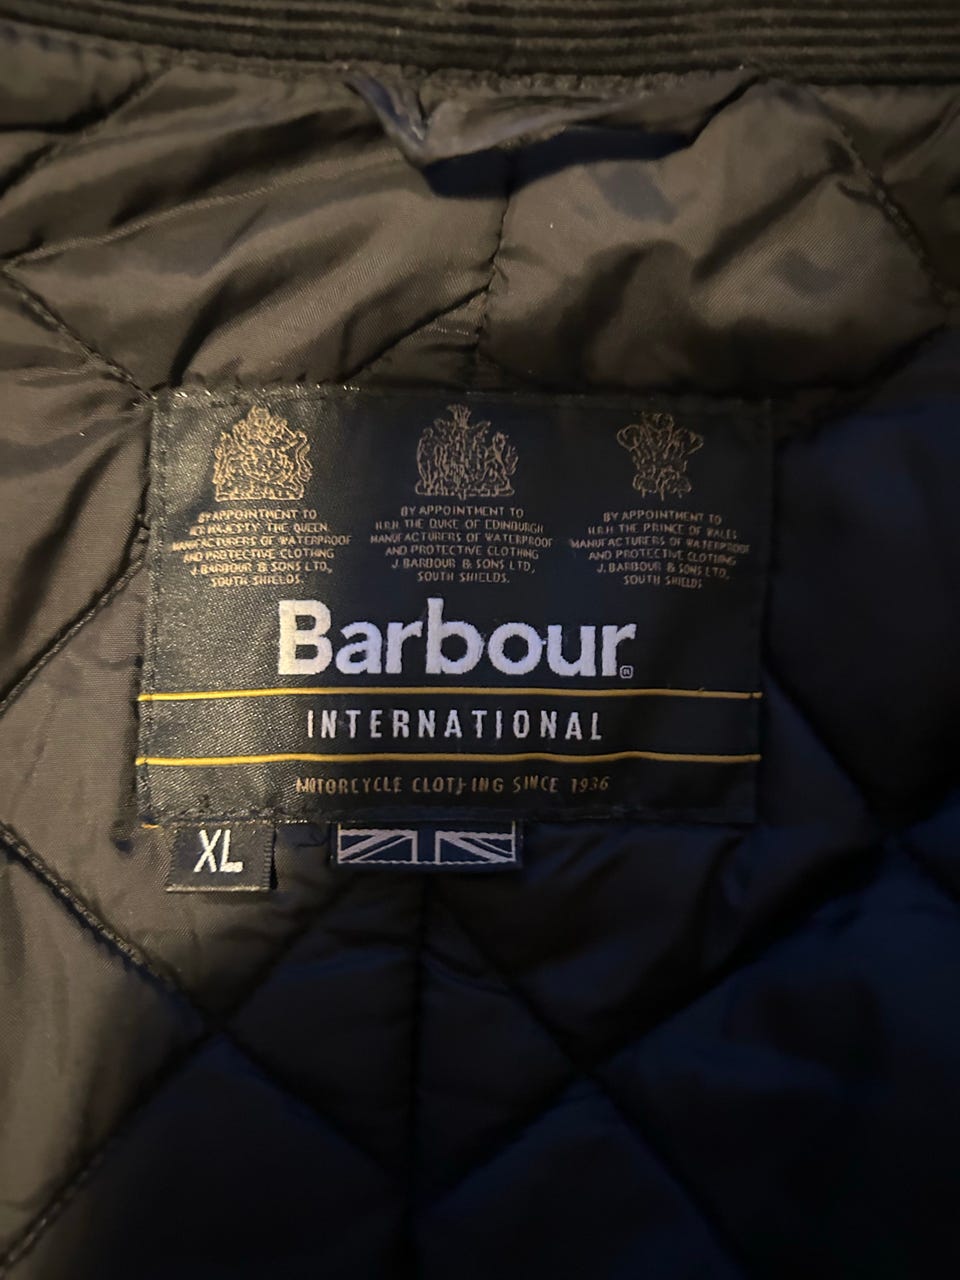 BY APPOINTMENT TO
HER MAJESTY THE QUEEN
MANUFACTURERS OF WATERPROOF
AND PROTECTIVE CLOTHING
J. BARBOUR & SONS LTD,
SOUTH SHIELDS.
BY APPOINTMENT TO
H.R.H. THE DUKE OF EDINBURGH
MANUFACTURERS OF WATERPROOF
AND PROTECTIVE CLOTHING
J. BARBOUR & SONS LTD,
SOUTH SHIELDS.
BY APPOINTMENT TO
H.R.H THE PRINCE OF WALES
MANUFACTURERS OF WATERPROOF
AND PROTECTIVE CLOTHING
J. BARBOUR & SONS LTD,
SOUTH SHIELDS
Barbour®
INTERNATIONAL
MOTORCYCLE CLOTHING SINCE 1936
XL